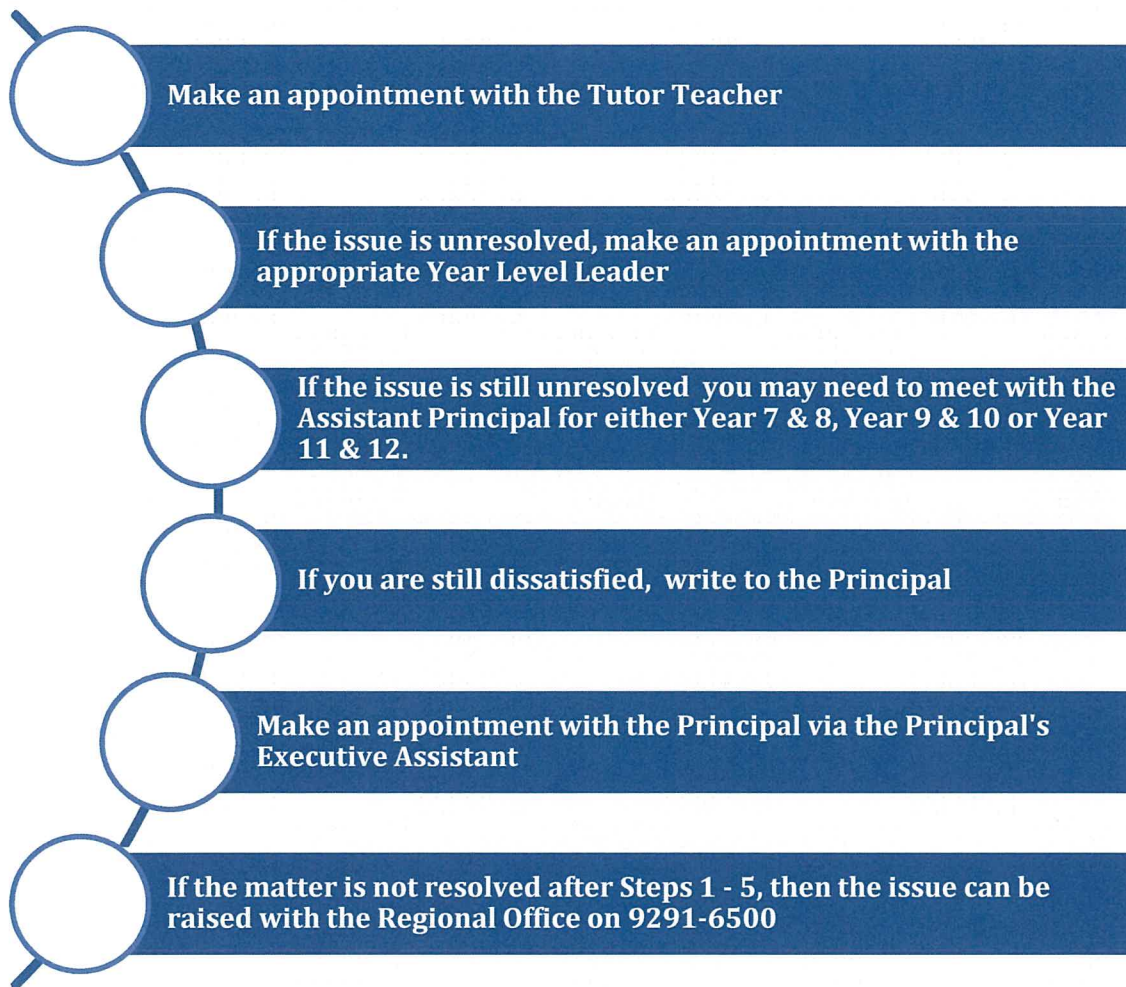 Make an appointment with the Tutor Teacher
If the issue is unresolved, make an appointment with the
appropriate Year Level Leader
If the issue is still unresolved you may need to meet with the
Assistant Principal for either Year 7 & 8, Year 9 & 10 or Year
11 & 12.
If you are still dissatisfied, write to the Principal
Make an appointment with the Principal via the Principal's
Executive Assistant
If the matter is not resolved after Steps 1 - 5, then the issue can be
raised with the Regional Office on 9291-6500